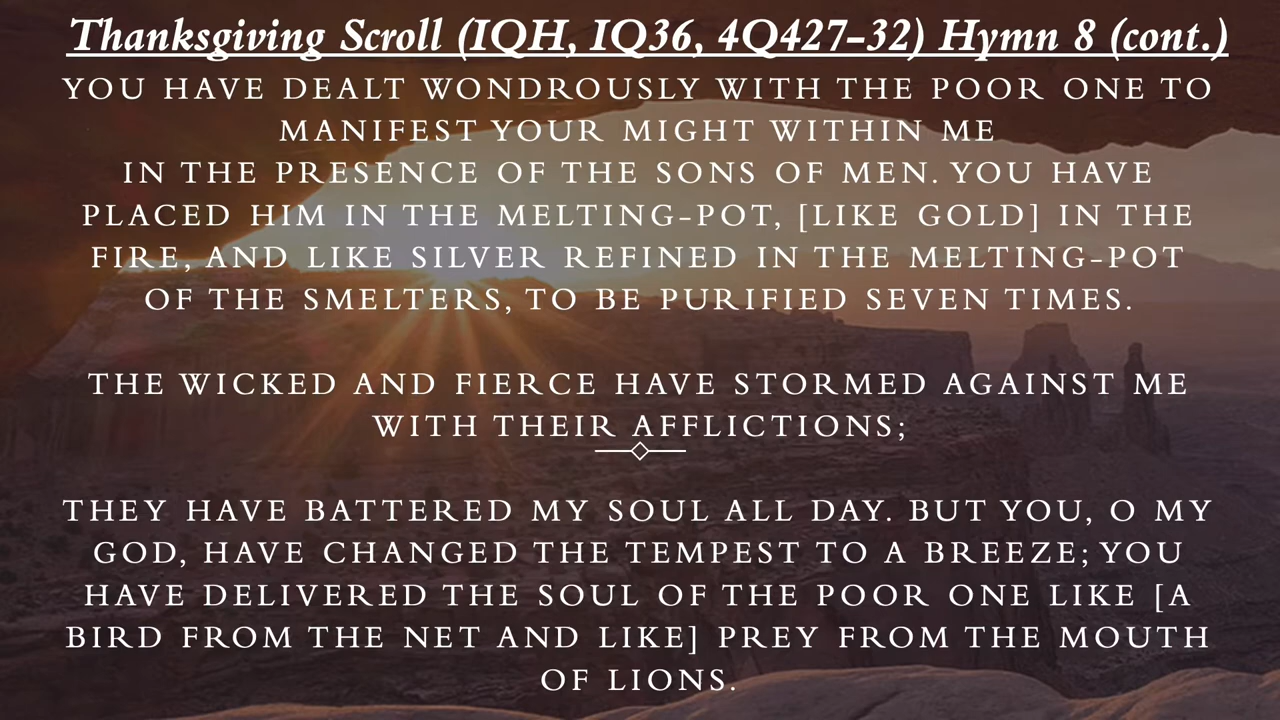 Thanksgiving Scroll (IQH, IQ36, 4Q427-32) Hymn 8 (cont.)
YOU HAVE DEALT WONDROUSLY WITH THE POOR ONE TO
MANIFEST YOUR MIGHT WITHIN ME
IN THE PRESENCE OF THE SONS OF MEN. YOU HAVE
PLACED HIM IN THE MELTING-POT, [LIKE GOLD] IN THE
FIRE, AND LIKE SILVER REFINED IN THE MELTING-POT
OF THE SMELTERS, TO BE PURIFIED SEVEN TIMES.
THE WICKED AND FIERCE HAVE STORMED AGAINST ME
WITH THEIR AFFLICTIONS;
THEY HAVE BATTERED MY SOUL ALL DAY. BUT YOU, O MY
GOD, HAVE CHANGED THE TEMPEST TO A BREEZE; YOU
HAVE DELIVERED THE SOUL OF THE POOR ONE LIKE [A
BIRD FROM THE NET AND LIKE] PREY FROM THE MOUTH
OF LIONS.